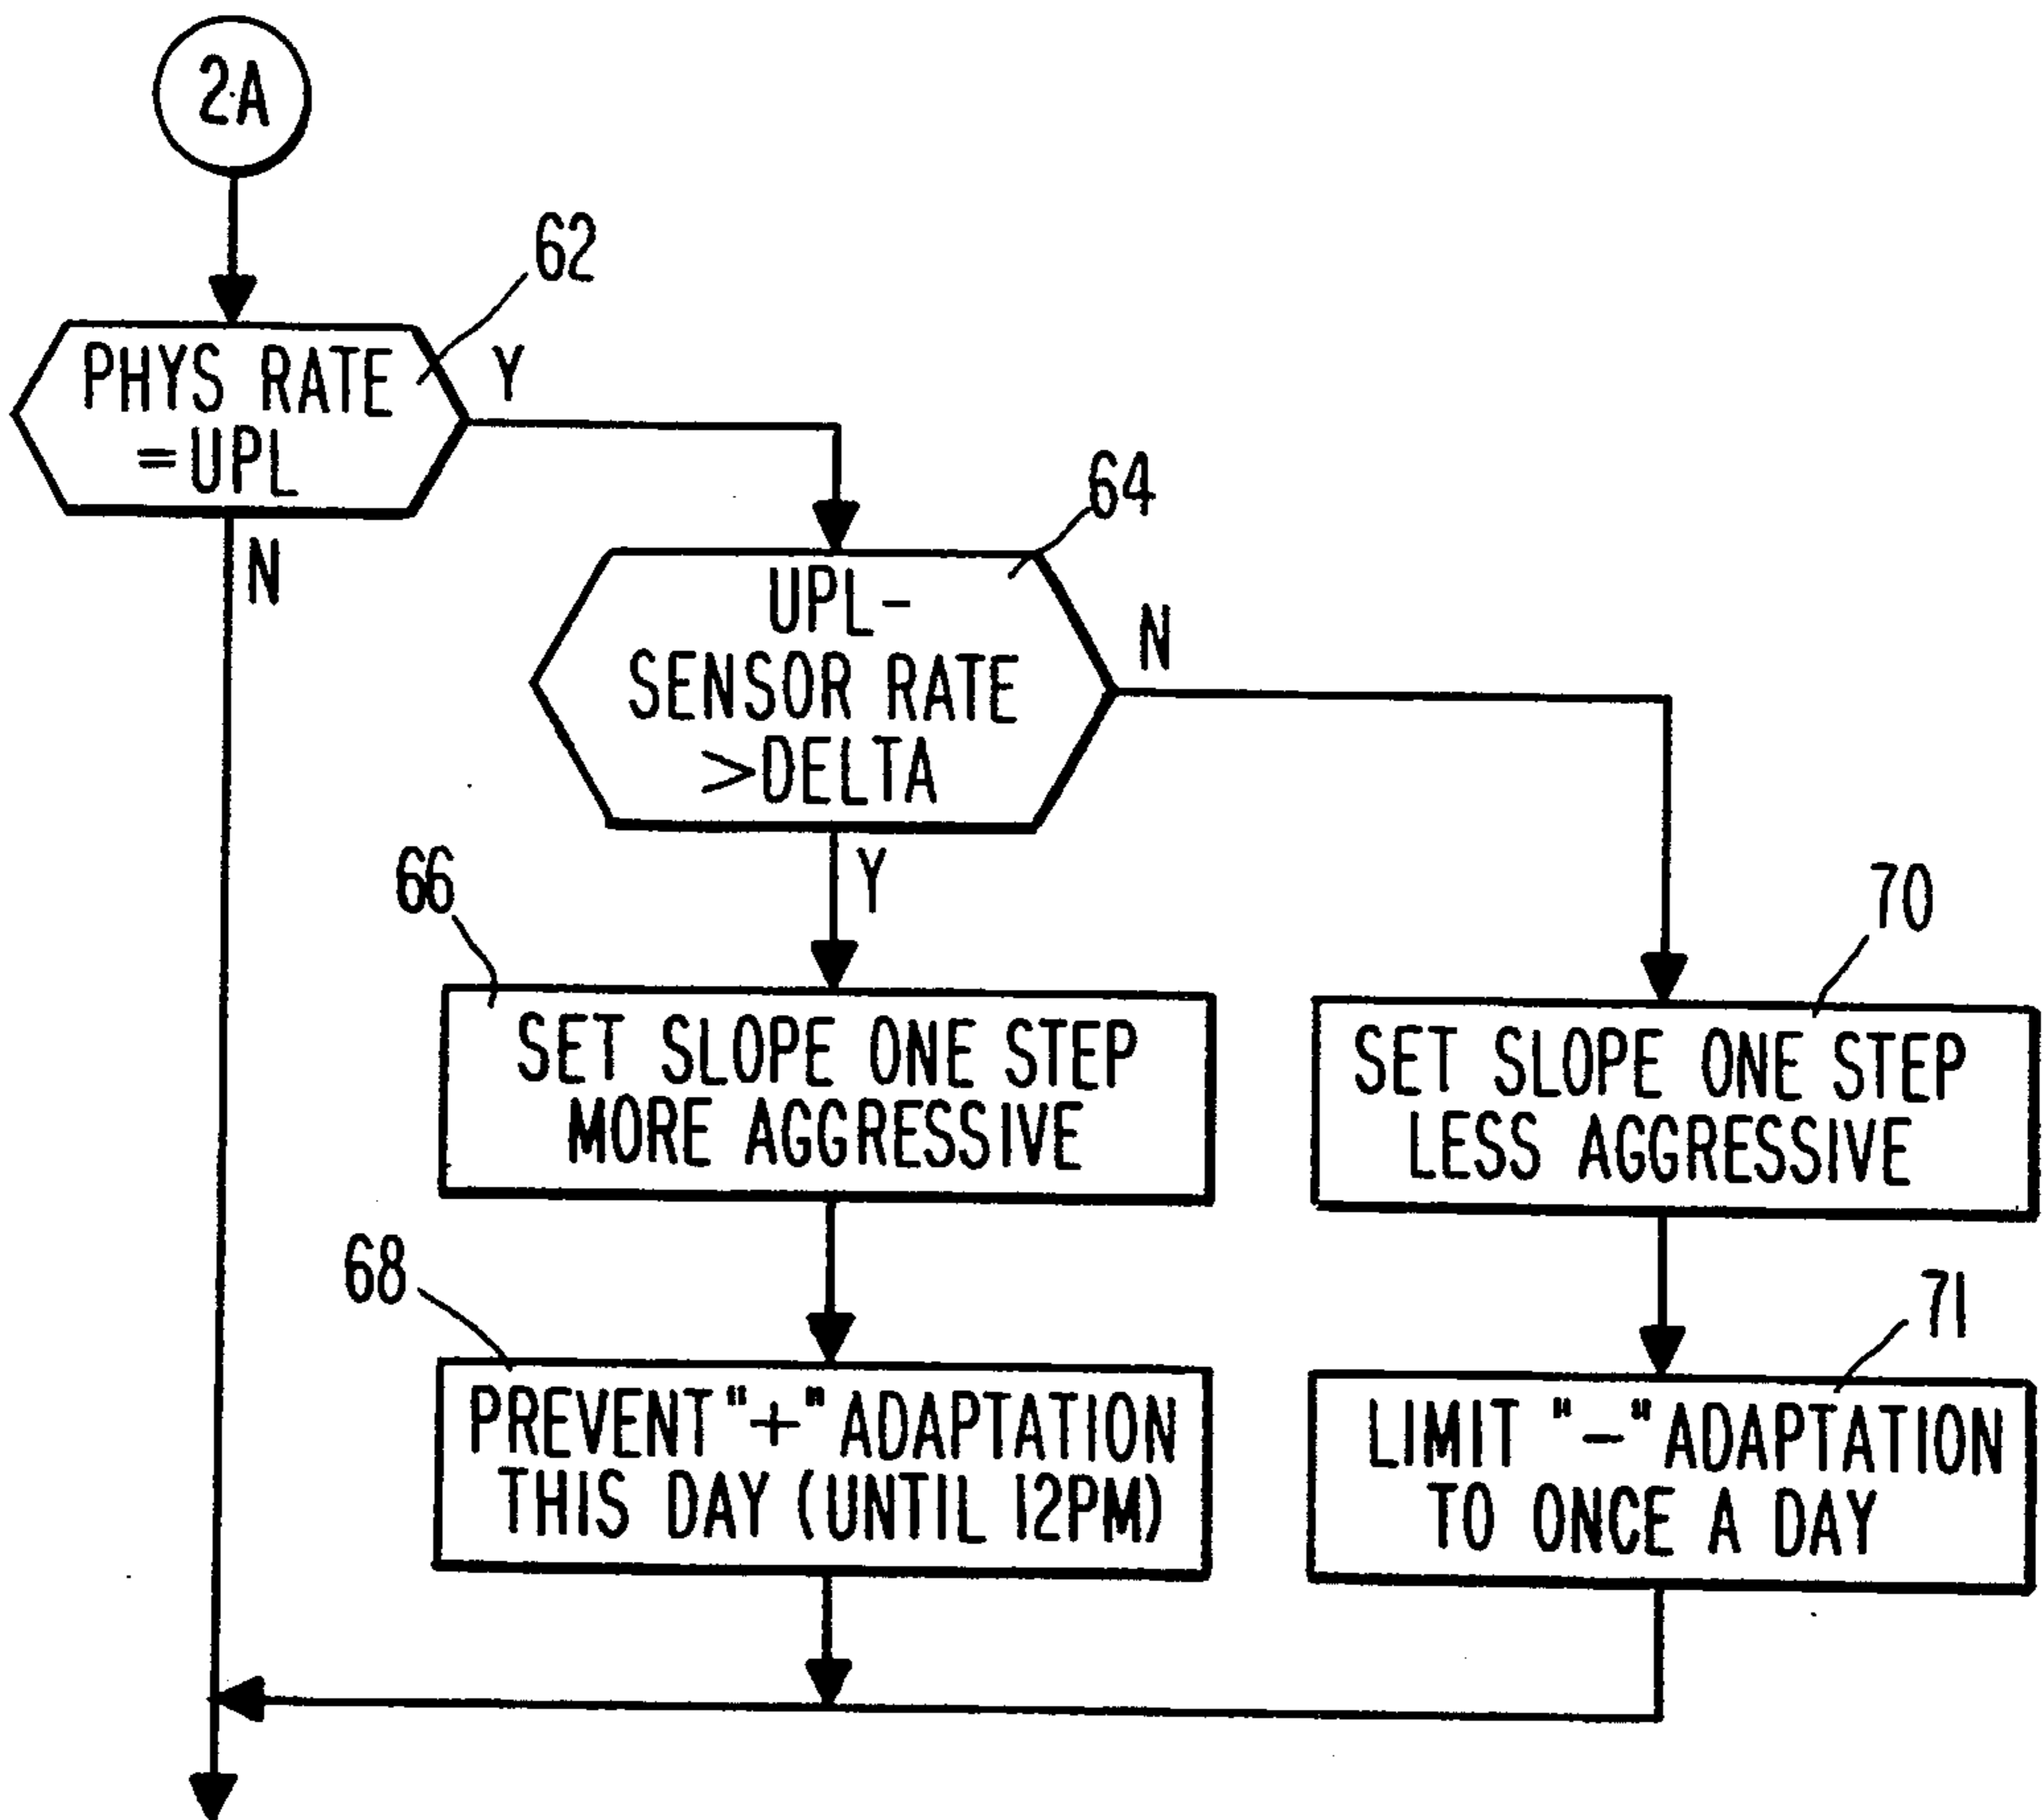 2A
62
PHYS RATE
=UPL
Y
N
64
UPL-
SENSOR RATE
>DELTA
N
Y
66
SET SLOPE ONE STEP
MORE AGGRESSIVE
70
SET SLOPE ONE STEP
LESS AGGRESSIVE
68
PREVENT "+" ADAPTATION
THIS DAY (UNTIL 12PM)
71
LIMIT "-" ADAPTATION
TO ONCE A DAY